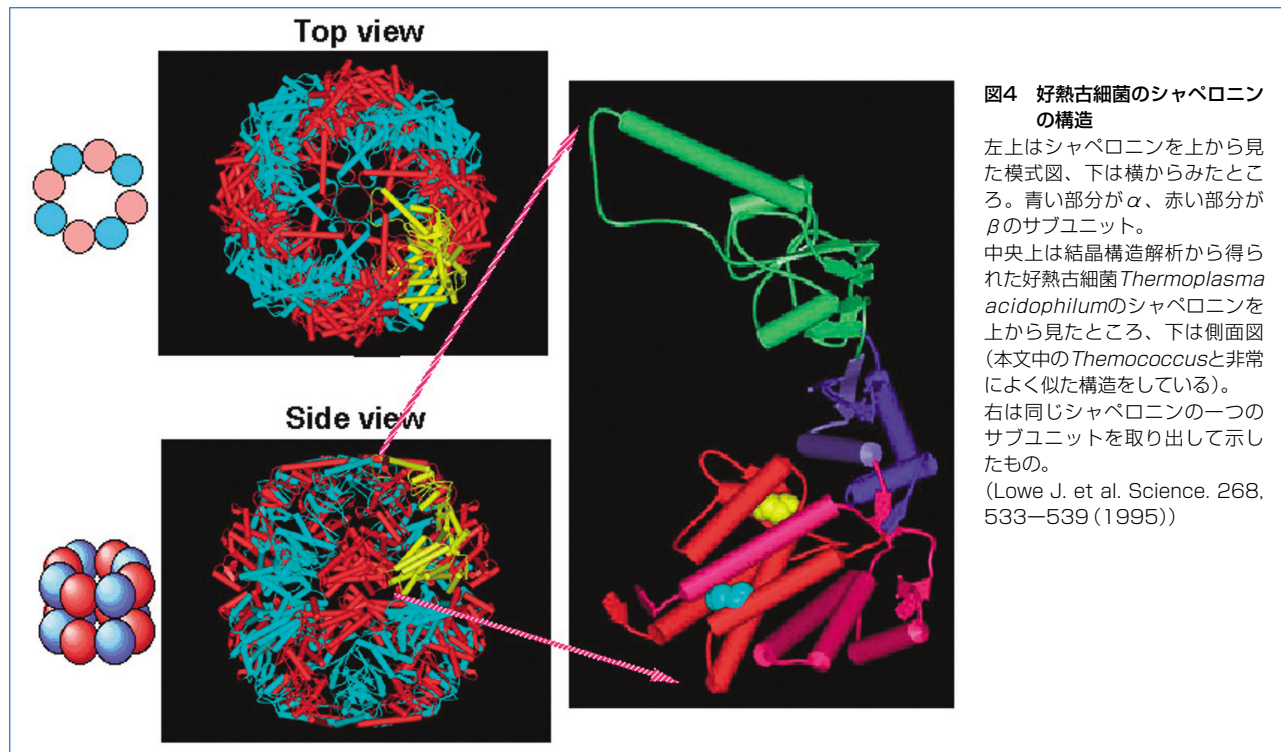 Top view
Side view
図4 好熱古細菌のシャペロニン
の構造
左上はシャペロニンを上から見
た模式図、下は横からみたとこ
ろ。青い部分がα、赤い部分が
βのサブユニット。
中央上は結晶構造解析から得ら
れた好熱古細菌Thermoplasma
acidophilumのシャペロニンを
上から見たところ、下は側面図
(本文中のThemococcusと非常
によく似た構造をしている)。
右は同じシャペロニンの一つの
サブユニットを取り出して示し
たもの。
(Lowe J. et al. Science. 268,
533—539 (1995))